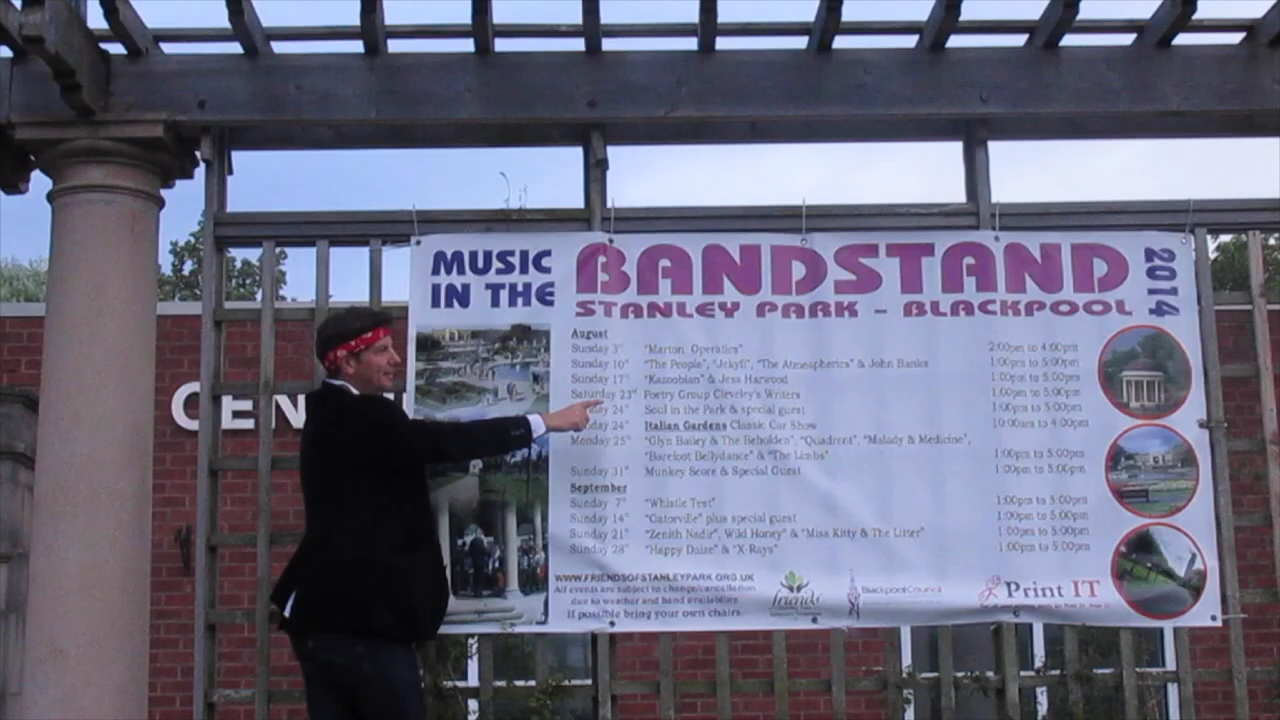 MUSIC
IN THE
BANDSTAND
STANLEY PARK - BLACKPOOL
2014
CEN
August
Sunday 3rd "Marton Operatics" 2:00pm to 4:00pm
Sunday 10th "The People", "Jekyll", "The Atmospherics" & John Banks 1:00pm to 5:00pm
Sunday 17th "Kazoobian" & Jess Harwood 1:00pm to 5:00pm
Saturday 23rd Poetry Group Cleveley's Writers 1:00pm to 5:00pm
24th Soul in the Park & special guest 1:00pm to 5:00pm
24th Italian Gardens Classic Car Show 10:00am to 4:00pm
Monday 25th "Glyn Bailey & The Beholden", "Quadrent", "Malady & Medicine",
"Barefoot Bellydance" & "The Limbs" 1:00pm to 5:00pm
Sunday 31st Munkey Score & Special Guest 1:00pm to 5:00pm
September
Sunday 7th "Whistle Test" 1:00pm to 5:00pm
Sunday 14th "Gatorville" plus special guest 1:00pm to 5:00pm
Sunday 21st "Zenith Nadir", Wild Honey" & "Miss Kitty & The Litter" 1:00pm to 5:00pm
Sunday 28th "Happy Daize" & "X-Rays" 1:00pm to 5:00pm
WWW.FRIENDSOFSTANLEYPARK.ORG.UK
All events are subject to change/cancellation
due to weather and band availability
If possible bring your own chairs.
friends
BlackpoolCouncil
Print IT